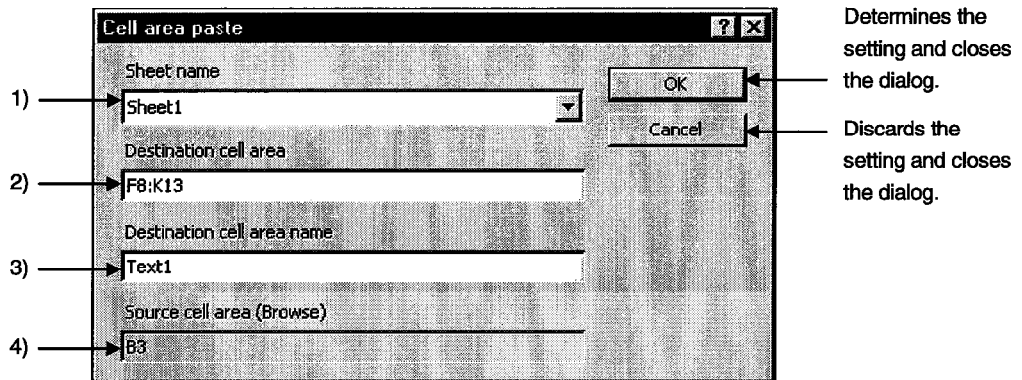 Cell area paste
Sheet name
1)
Sheet1
Destination cell area
2)
F8:K13
Destination cell area name
3)
Text1
Source cell area (Browse)
4)
B3
OK
Cancel
Determines the
setting and closes
the dialog.
Discards the
setting and closes
the dialog.